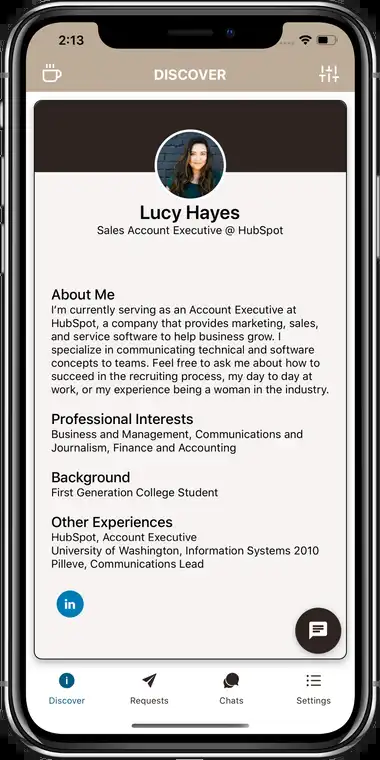 2:13
DISCOVER
Lucy Hayes
Sales Account Executive @ HubSpot
About Me
I'm currently serving as an Account Executive at
HubSpot, a company that provides marketing, sales,
and service software to help business grow. I
specialize in communicating technical and software
concepts to teams. Feel free to ask me about how to
succeed in the recruiting process, my day to day at
work, or my experience being a woman in the industry.
Professional Interests
Business and Management, Communications and
Journalism, Finance and Accounting
Background
First Generation College Student
Other Experiences
HubSpot, Account Executive
University of Washington, Information Systems 2010
Pilleve, Communications Lead
in
Discover
Requests
Chats
Settings